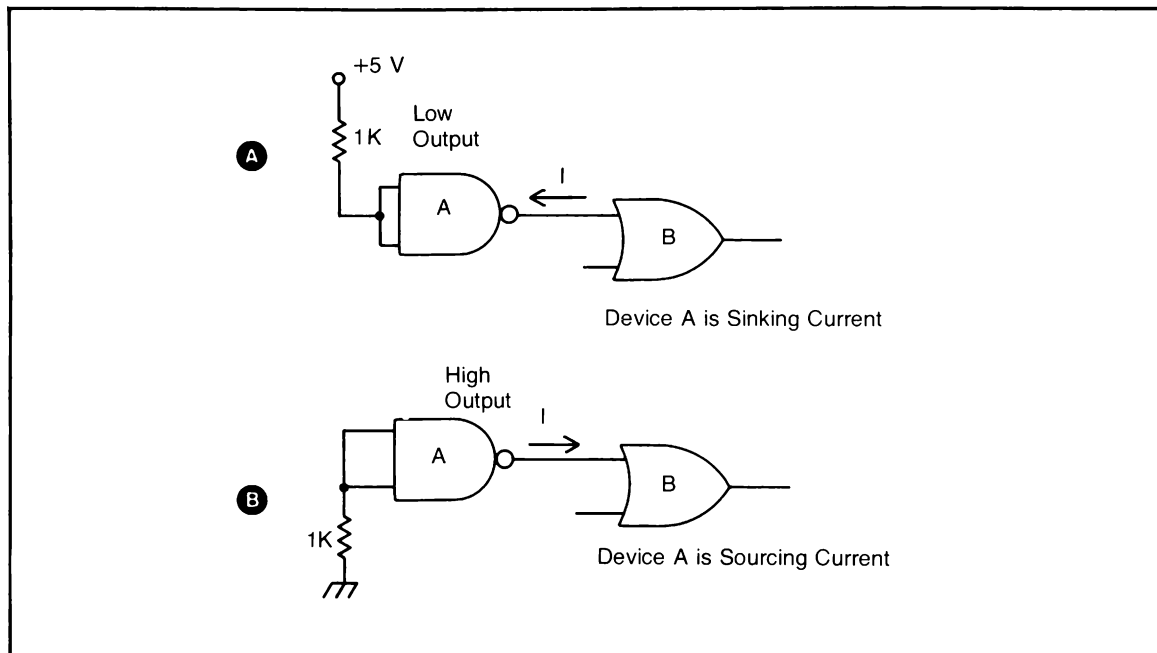 +5 V
1K
Low
Output
A
A
I
B
Device A is Sinking Current
High
Output
I
A
B
B
1K
Device A is Sourcing Current